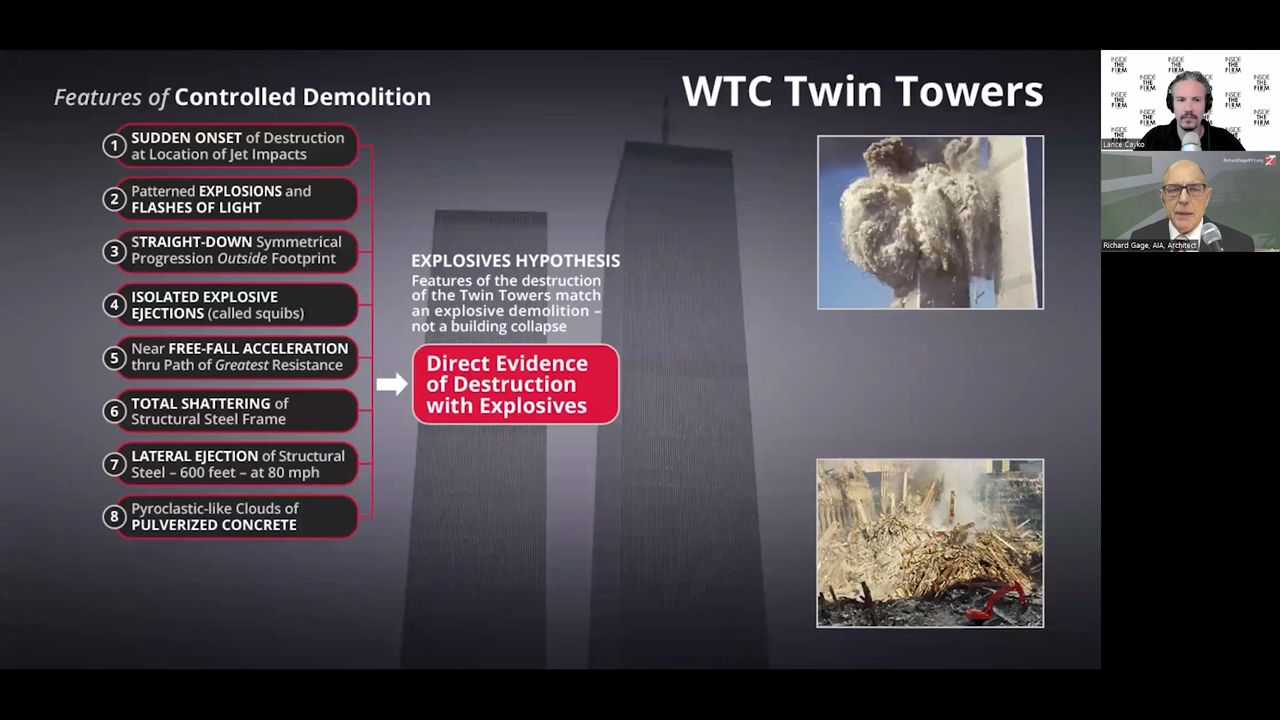 Features of Controlled Demolition
WTC Twin Towers
1
SUDDEN ONSET of Destruction
at Location of Jet Impacts
2
Patterned EXPLOSIONS and
FLASHES OF LIGHT
3
STRAIGHT-DOWN Symmetrical
Progression Outside Footprint
4
ISOLATED EXPLOSIVE
EJECTIONS (called squibs)
5
Near FREE-FALL ACCELERATION
thru Path of Greatest Resistance
6
TOTAL SHATTERING of
Structural Steel Frame
7
LATERAL EJECTION of Structural
Steel – 600 feet – at 80 mph
8
Pyroclastic-like Clouds of
PULVERIZED CONCRETE
EXPLOSIVES HYPOTHESIS
Features of the destruction
of the Twin Towers match
an explosive demolition –
not a building collapse
Direct Evidence
of Destruction
with Explosives
INSIDE
THE
FIRM
Lance Cayko
RichardGage911.org
Richard Gage, AIA, Architect